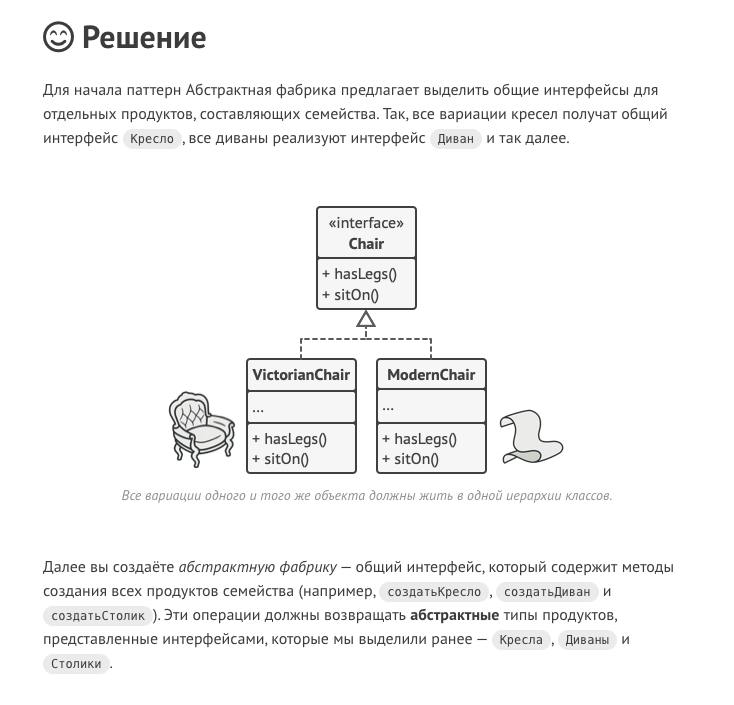 Решение
Для начала паттерн Абстрактная фабрика предлагает выделить общие интерфейсы для
отдельных продуктов, составляющих семейства. Так, все вариации кресел получат общий
интерфейс Кресло, все диваны реализуют интерфейс Диван и так далее.
«interface»
Chair
+ hasLegs()
+ sitOn()
VictorianChair
...
+ hasLegs()
+ sitOn()
ModernChair
...
+ hasLegs()
+ sitOn()
Все вариации одного и того же объекта должны жить в одной иерархии классов.
Далее вы создаёте абстрактную фабрику — общий интерфейс, который содержит методы
создания всех продуктов семейства (например, создатьКресло, создатьДиван и
создатьСтолик). Эти операции должны возвращать абстрактные типы продуктов,
представленные интерфейсами, которые мы выделили ранее — Кресла, Диваны и
Столики.